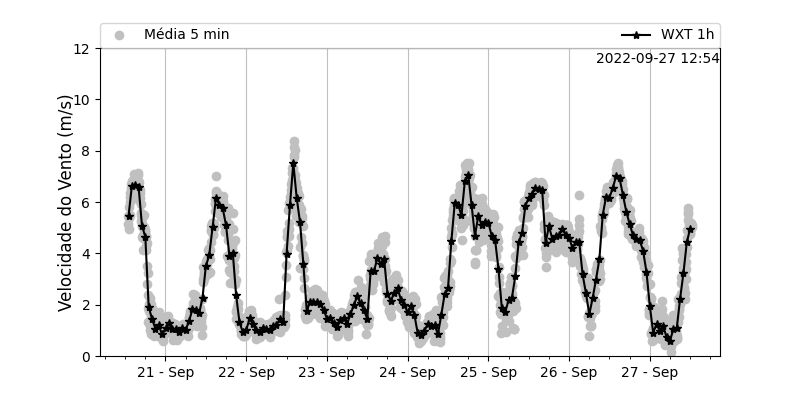 Média 5 min
WXT 1h
2022-09-27 12:54
Velocidade do Vento (m/s)
12
10
8
6
4
2
0
21 - Sep
22 - Sep
23 - Sep
24 - Sep
25 - Sep
26 - Sep
27 - Sep